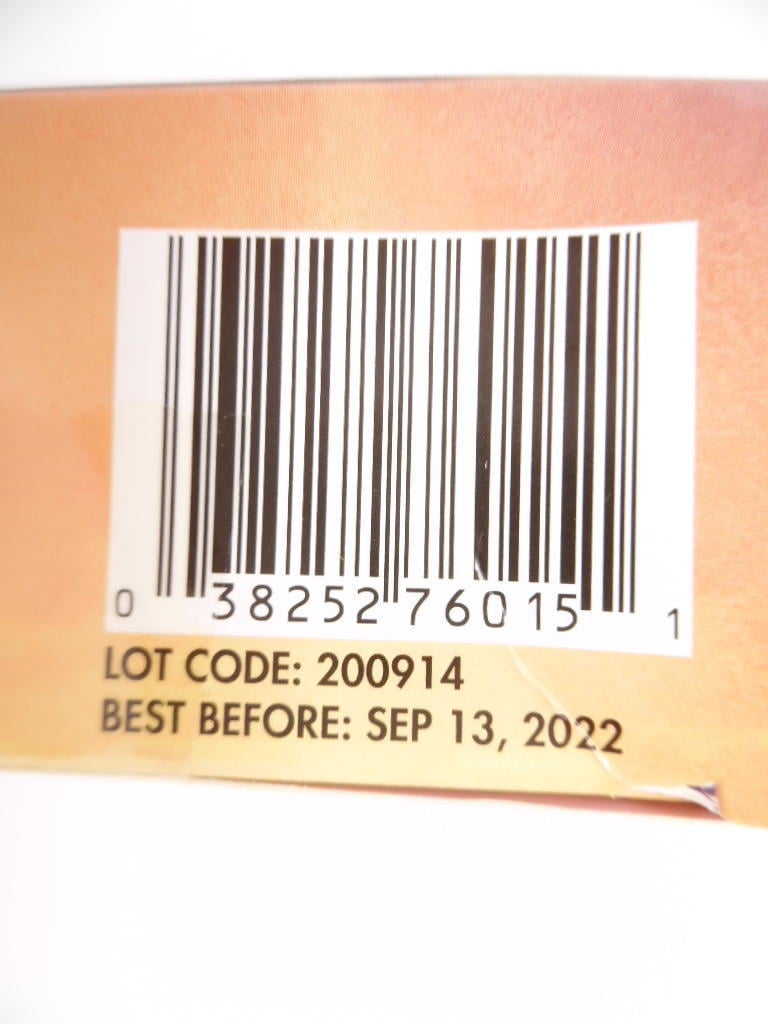 0 38252 76015 1
LOT CODE: 200914
BEST BEFORE: SEP 13, 2022